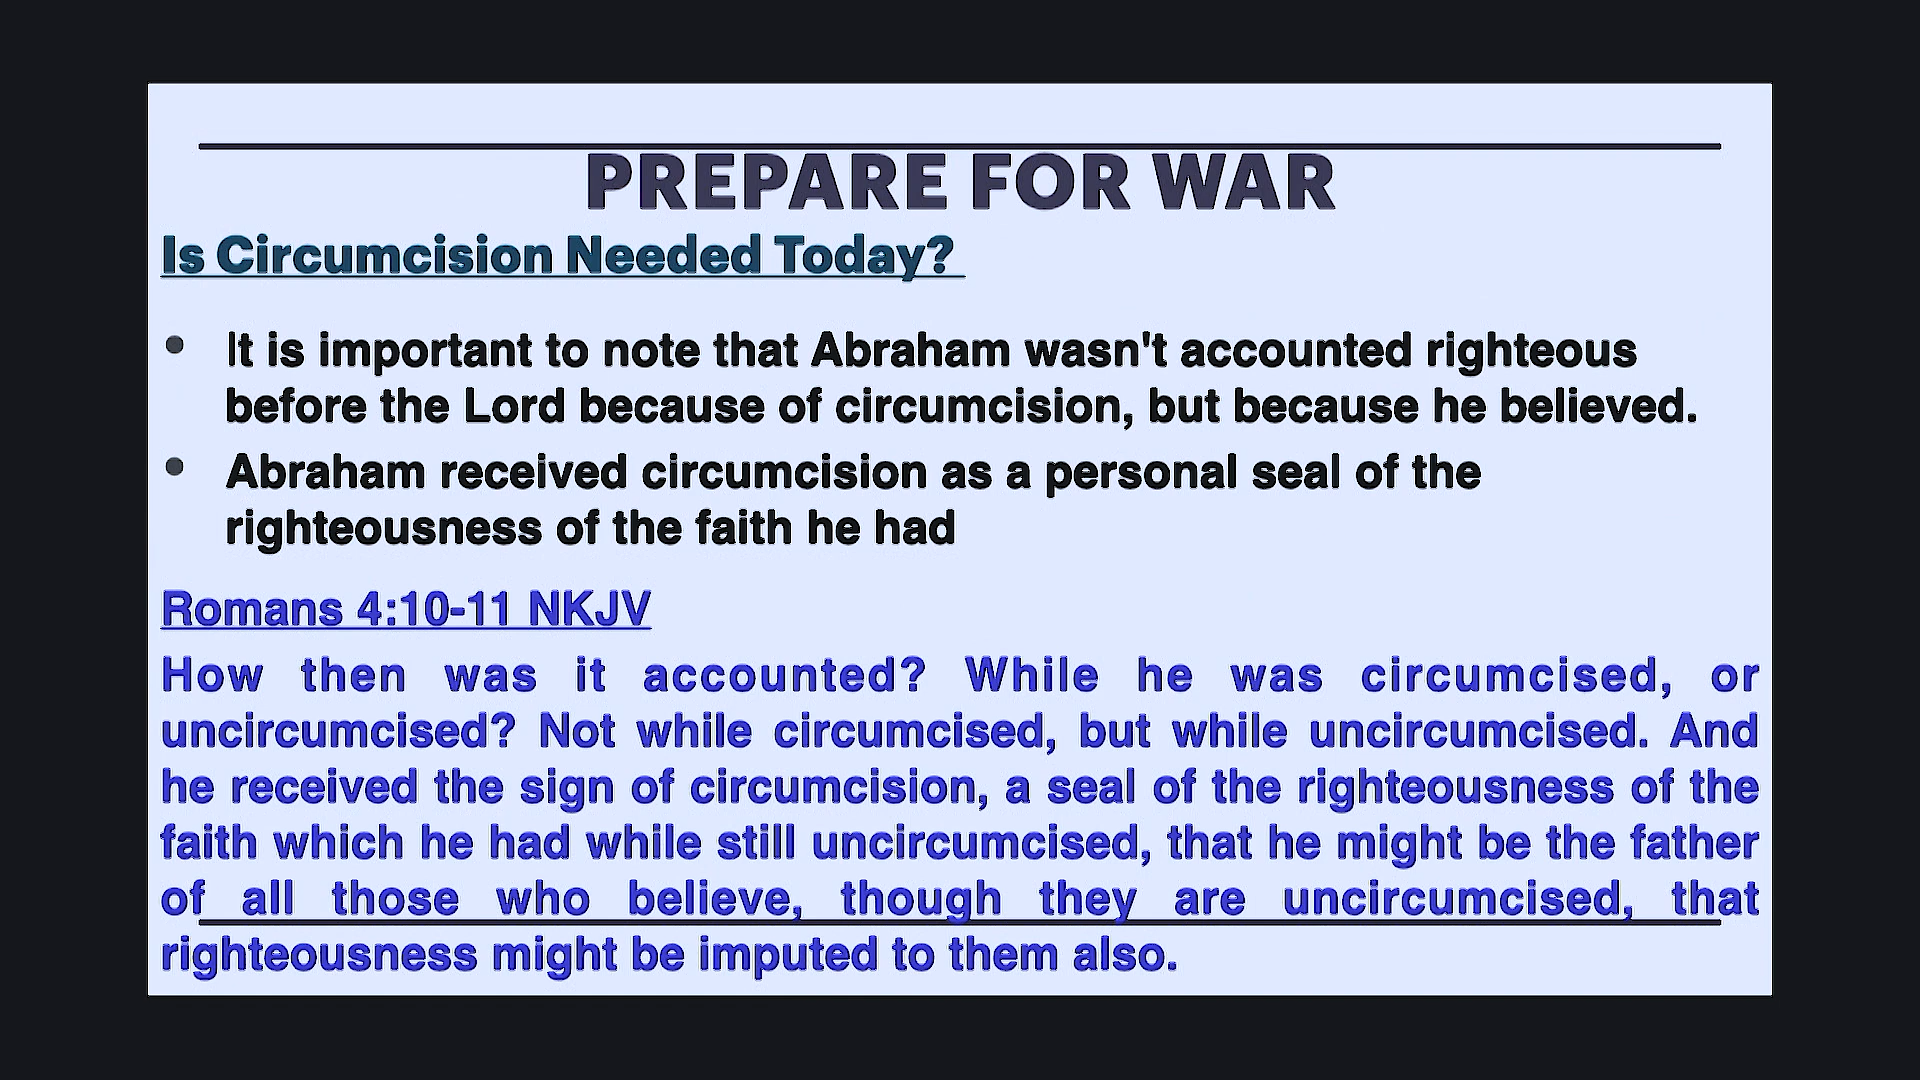 PREPARE FOR WAR
Is Circumcision Needed Today?
• It is important to note that Abraham wasn't accounted righteous
before the Lord because of circumcision, but because he believed.
• Abraham received circumcision as a personal seal of the
righteousness of the faith he had
Romans 4:10-11 NKJV
How then was it accounted? While he was circumcised, or
uncircumcised? Not while circumcised, but while uncircumcised. And
he received the sign of circumcision, a seal of the righteousness of the
faith which he had while still uncircumcised, that he might be the father
of all those who believe, though they are uncircumcised, that
righteousness might be imputed to them also.